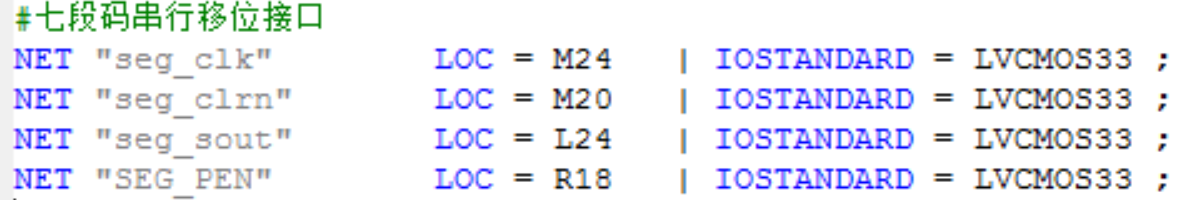 #七段码串行移位接口
NET "seg_clk" LOC = M24 | IOSTANDARD = LVCMOS33 ;
NET "seg_clrn" LOC = M20 | IOSTANDARD = LVCMOS33 ;
NET "seg_sout" LOC = L24 | IOSTANDARD = LVCMOS33 ;
NET "SEG_PEN" LOC = R18 | IOSTANDARD = LVCMOS33 ;